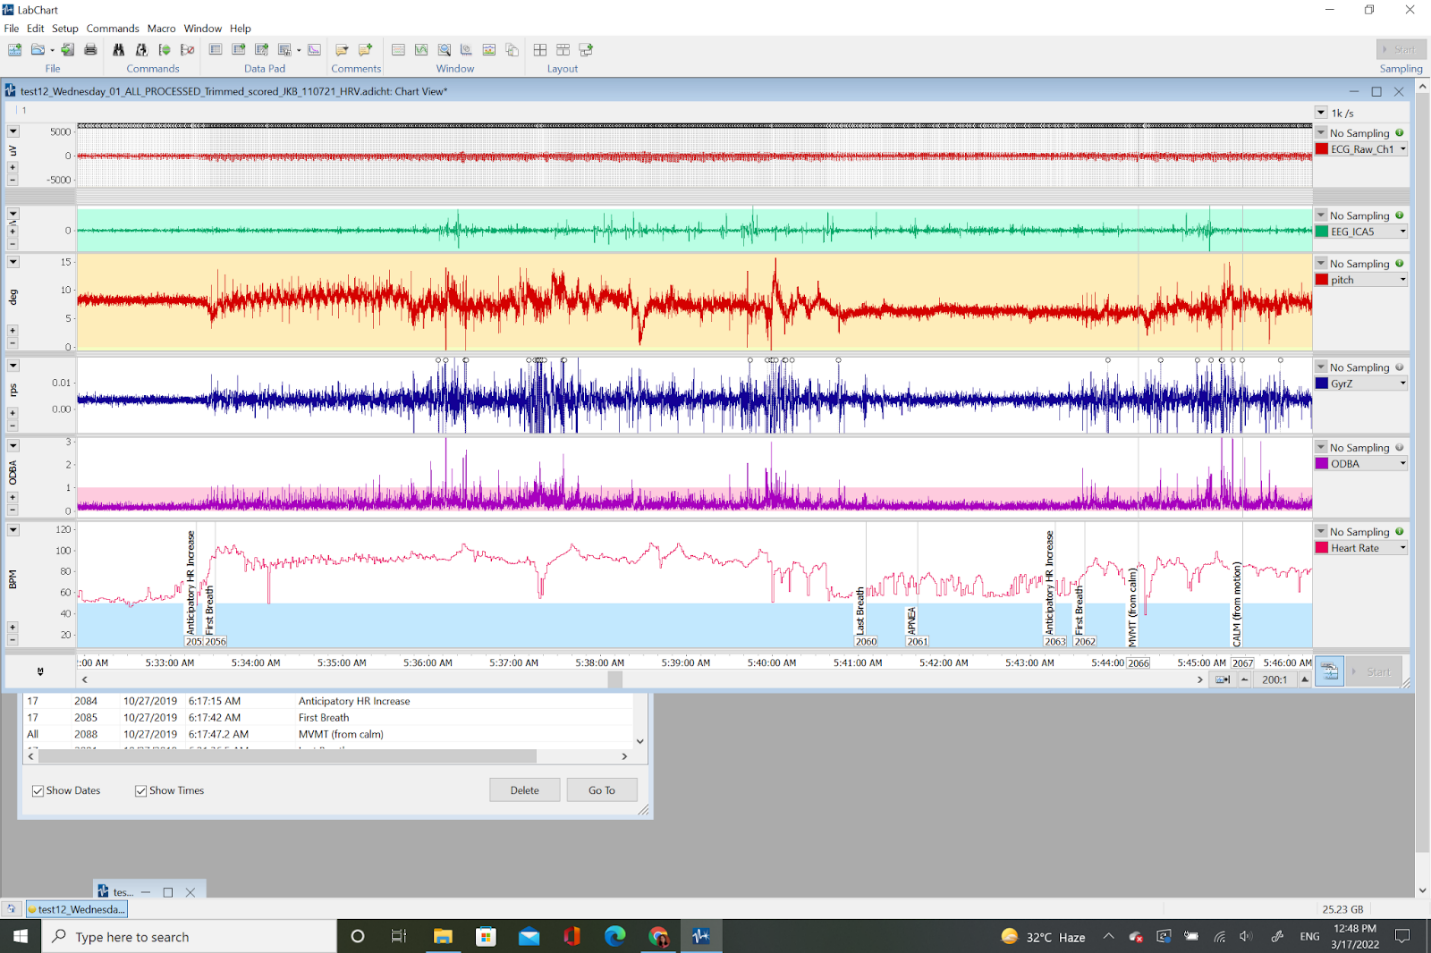 LabChart
File Edit Setup Commands Macro Window Help
Start
File Commands Data Pad Comments Window Layout Sampling
test12_Wednesday_01_ALL_PROCESSED_Trimmed_scored_JKB_110721_HRV.adicht: Chart View*
1
1k /s
5000
0
-5000
uV
No Sampling
ECG_Raw_Ch1
0
No Sampling
EEG_ICA5
15
10
5
0
deg
No Sampling
pitch
0.01
0.00
rps
No Sampling
GyrZ
3
2
1
0
ODBA
No Sampling
ODBA
120
100
80
60
40
20
BPM
No Sampling
Heart Rate
Anticipatory HR Increase
First Breath
Last Breath
APNEA
Anticipatory HR Increase
First Breath
MVMT (from calm)
CALM (from motion)
2056 2060 2061 2063 2062
:00 AM 5:33:00 AM 5:34:00 AM 5:35:00 AM 5:36:00 AM 5:37:00 AM 5:38:00 AM 5:39:00 AM 5:40:00 AM 5:41:00 AM 5:42:00 AM 5:43:00 AM 5:44:00 2066 5:45:00 AM 2067 5:46:00 AM
200:1
Start
17 2084 10/27/2019 6:17:15 AM Anticipatory HR Increase
17 2085 10/27/2019 6:17:42 AM First Breath
All 2088 10/27/2019 6:17:47.2 AM MVMT (from calm)
Show Dates Show Times Delete Go To
tes...
test12_Wednesda...
25.23 GB
Type here to search
32°C Haze
ENG
12:48 PM
3/17/2022